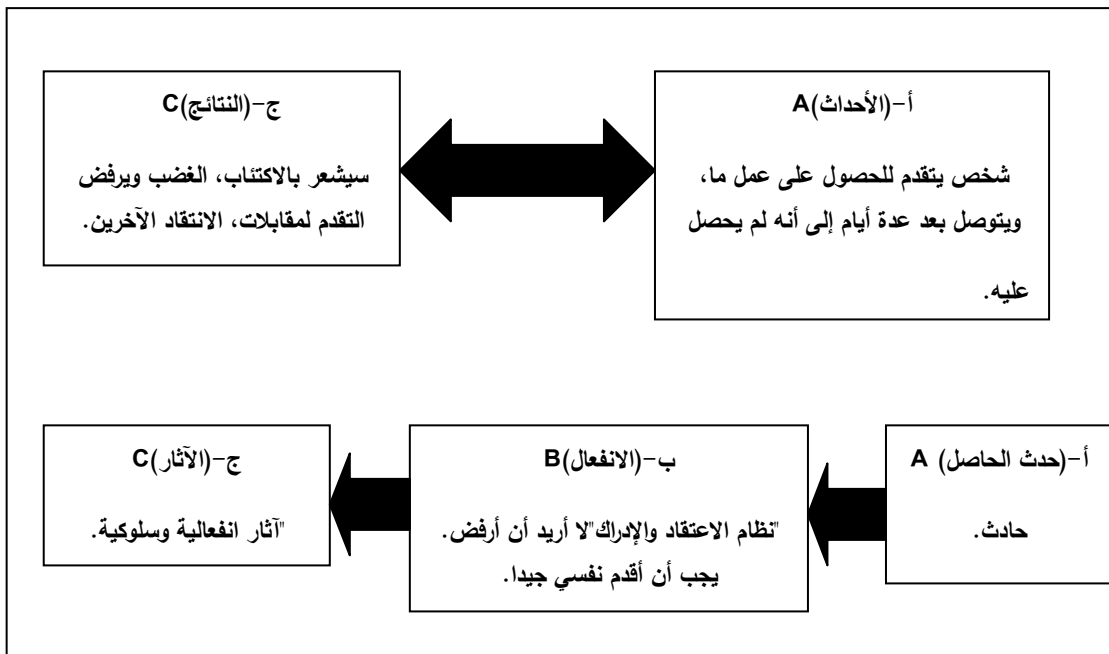 أ-(الأحداث)A
شخص يتقدم للحصول على عمل ما،
ويتوصل بعد عدة أيام إلى أنه لم يحصل
عليه.
ج-(النتائج)C
سيشعر بالاكتئاب، الغضب ويرفض
التقدم لمقابلات، الانتقاد الآخرين.
أ-(حدث الحاصل) A
حادث.
ب-(الانفعال)B
"نظام الاعتقاد والإدراك"لا أريد أن أرفض.
يجب أن أقدم نفسي جيدا.
ج-(الآثار)C
"آثار انفعالية وسلوكية.